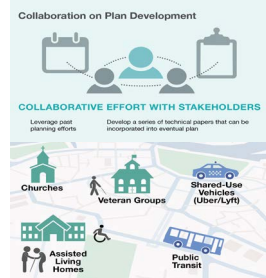 Collaboration on Plan Development
COLLABORATIVE EFFORT WITH STAKEHOLDERS
Leverage past
planning efforts
Develop a series of technical papers that can be
incorporated into eventual plan
Churches
Veteran Groups
Shared-Use
Vehicles
(Uber/Lyft)
Assisted
Living
Homes
Public
Transit